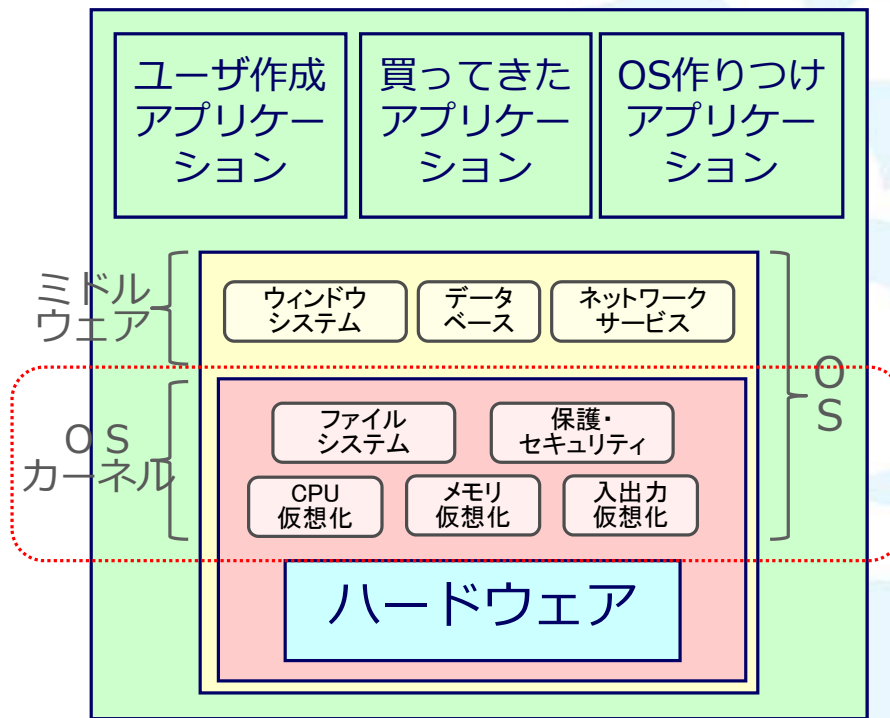 ユーザ作成
アプリケー
ション
買ってきた
アプリケー
ション
OS作りつけ
アプリケー
ション
ミドル
ウェア
ウィンドウ
システム
データ
ベース
ネットワーク
サービス
O
S
O S
カーネル
ファイル
システム
保護・
セキュリティ
CPU
仮想化
メモリ
仮想化
入出力
仮想化
ハードウェア